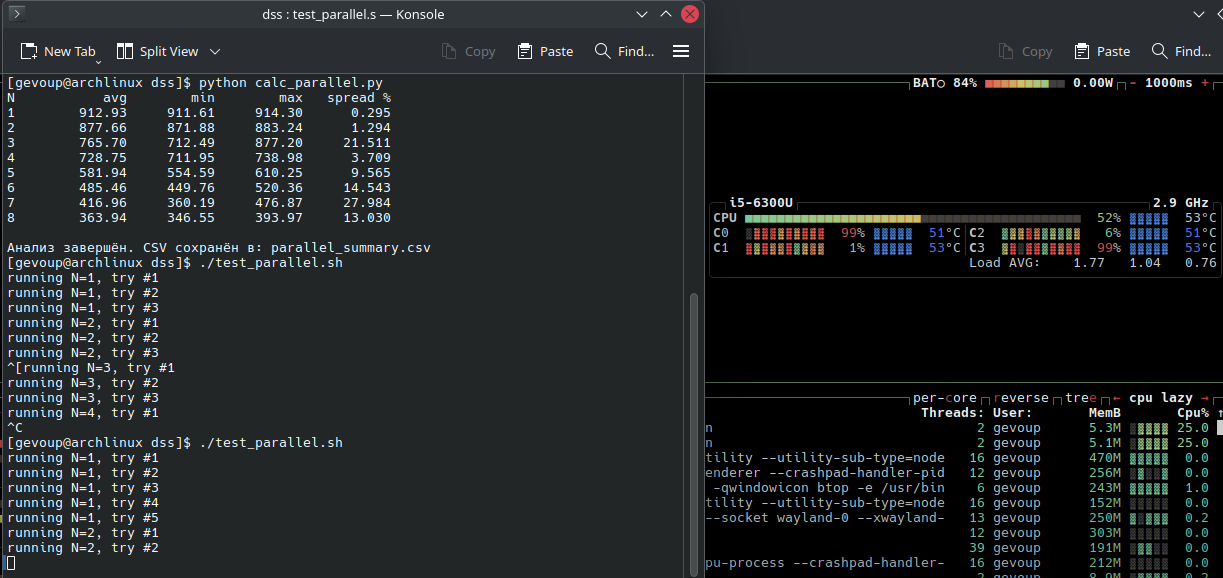 dss : test_parallel.s — Konsole
New Tab Split View Copy Paste Find...
[gevoup@archlinux dss]$ python calc_parallel.py
N avg min max spread %
1 912.93 911.61 914.30 0.295
2 877.66 871.88 883.24 1.294
3 765.70 712.49 877.20 21.511
4 728.75 711.95 738.98 3.709
5 581.94 554.59 610.25 9.565
6 485.46 449.76 520.36 14.543
7 416.96 360.19 476.87 27.984
8 363.94 346.55 393.97 13.030
Анализ завершён. CSV сохранён в: parallel_summary.csv
[gevoup@archlinux dss]$ ./test_parallel.sh
running N=1, try #1
running N=1, try #2
running N=1, try #3
running N=2, try #1
running N=2, try #2
running N=2, try #3
^[running N=3, try #1
running N=3, try #2
running N=3, try #3
running N=4, try #1
^C
[gevoup@archlinux dss]$ ./test_parallel.sh
running N=1, try #1
running N=1, try #2
running N=1, try #3
running N=1, try #4
running N=1, try #5
running N=2, try #1
running N=2, try #2
Copy Paste Find...
BAT○ 84% 0.00W - 1000ms +
i5-6300U 2.9 GHz
CPU 52% 53°C
C0 99% 51°C C2 6% 51°C
C1 1% 53°C C3 99% 53°C
Load AVG: 1.77 1.04 0.76
per-core reverse tree ← cpu lazy →
Threads: User: MemB Cpu% ↑
n 2 gevoup 5.3M 25.0
n 2 gevoup 5.1M 25.0
tility --utility-sub-type=node 16 gevoup 470M 0.0
enderer --crashpad-handler-pid 12 gevoup 256M 0.0
-qwindowicon btop -e /usr/bin 6 gevoup 243M 1.0
tility --utility-sub-type=node 16 gevoup 152M 0.0
--socket wayland-0 --xwayland- 13 gevoup 250M 0.2
12 gevoup 303M 0.0
39 gevoup 191M 0.0
pu-process --crashpad-handler- 16 gevoup 212M 0.0
2 gevoup 8.9M 0.2